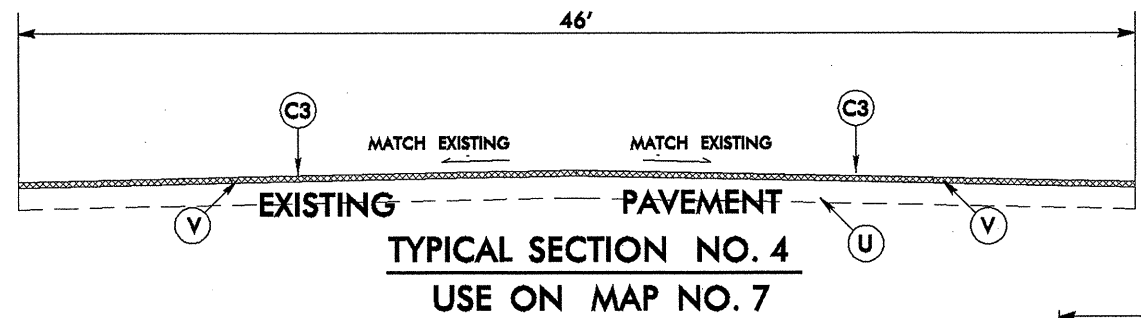 46'
C3 C3
MATCH EXISTING MATCH EXISTING
EXISTING PAVEMENT
V U V
TYPICAL SECTION NO. 4
USE ON MAP NO. 7